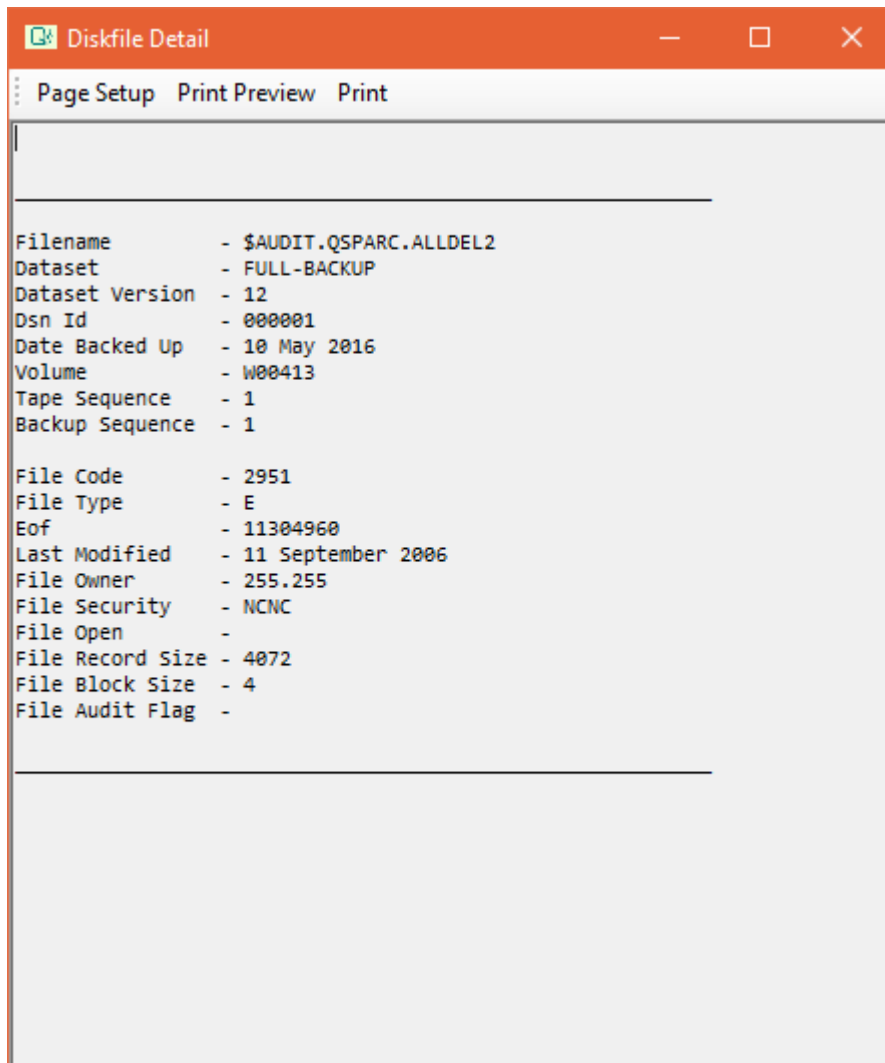 Diskfile Detail
Page Setup Print Preview Print
Filename - $AUDIT.QSPARC.ALLDEL2
Dataset - FULL-BACKUP
Dataset Version - 12
Dsn Id - 000001
Date Backed Up - 10 May 2016
Volume - W00413
Tape Sequence - 1
Backup Sequence - 1
File Code - 2951
File Type - E
Eof - 11304960
Last Modified - 11 September 2006
File Owner - 255.255
File Security - NCNC
File Open -
File Record Size - 4072
File Block Size - 4
File Audit Flag -